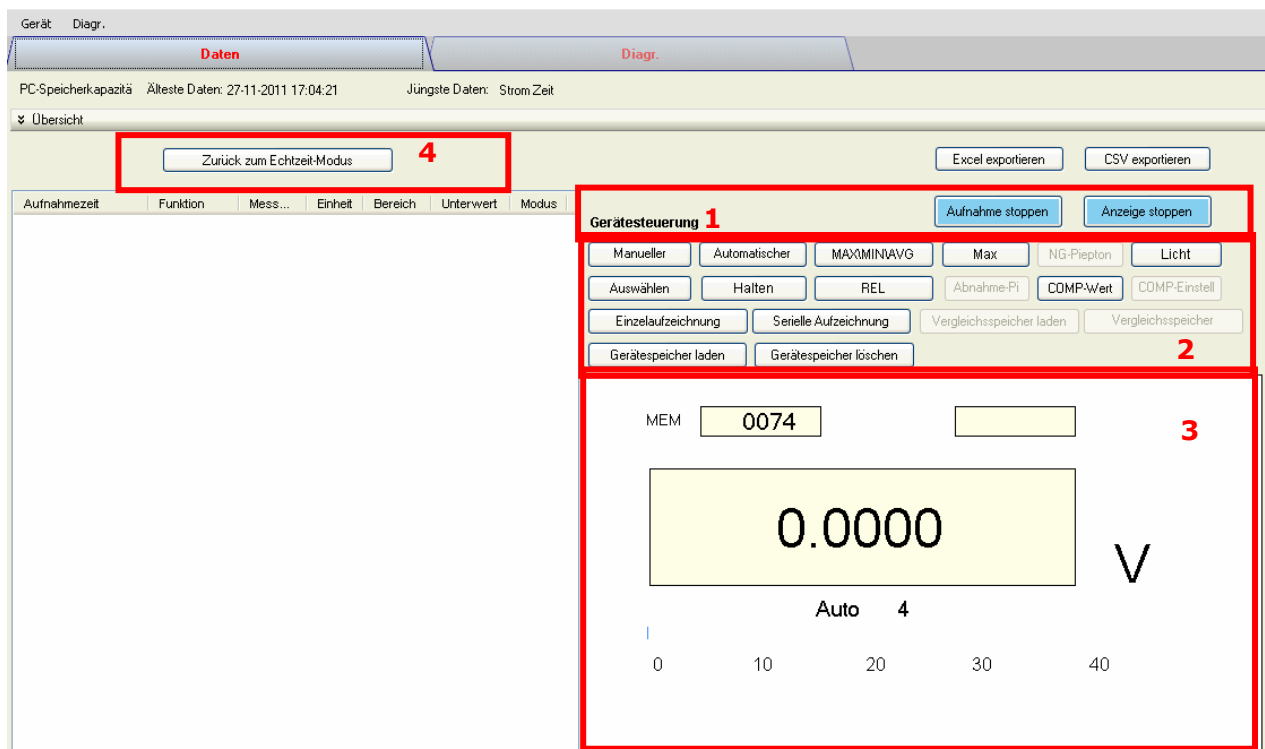 Gerät Diagr.
Daten Diagr.
PC-Speicherkapazitä Älteste Daten: 27-11-2011 17:04:21 Jüngste Daten: Strom Zeit
Übersicht
Zurück zum Echtzeit-Modus 4 Excel exportieren CSV exportieren
Aufnahmezeit Funktion Mess... Einheit Bereich Unterwert Modus
Gerätesteuerung 1 Aufnahme stoppen Anzeige stoppen
Manueller Automatischer MAX\MIN\AVG Max NG-Piepton Licht
Auswählen Halten REL Abnahme-Pi COMP-Wert COMP-Einstell
Einzelaufzeichnung Serielle Aufzeichnung Vergleichsspeicher laden Vergleichsspeicher
Gerätespeicher laden Gerätespeicher löschen 2
MEM 0074 3
0.0000 V
Auto 4
0 10 20 30 40